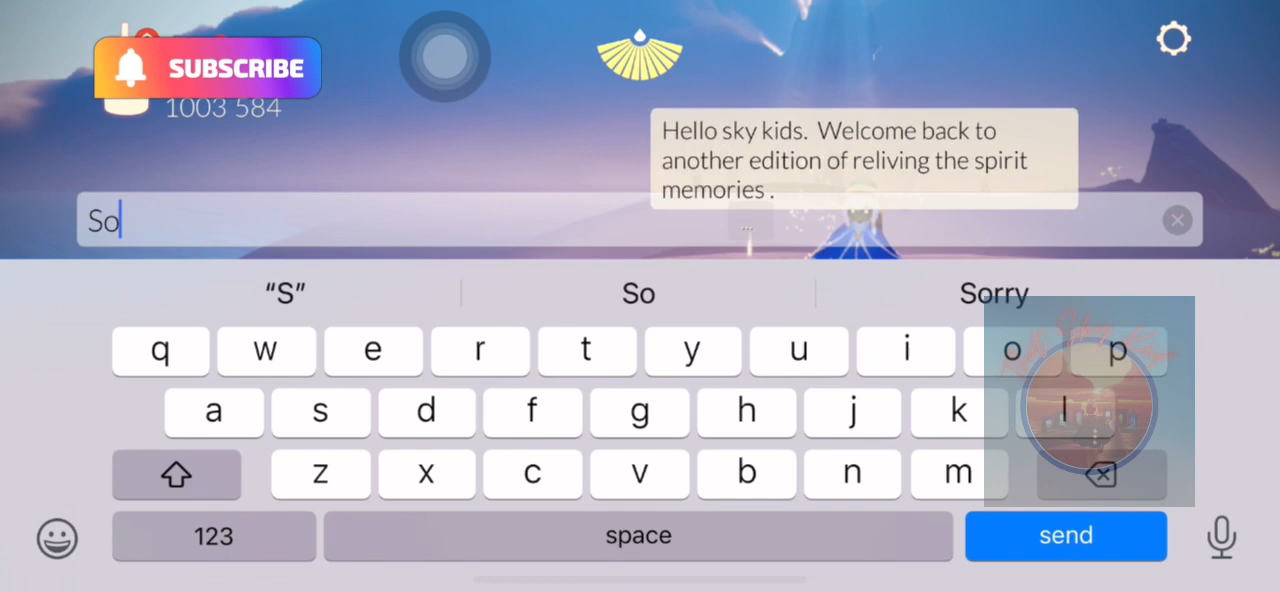 SUBSCRIBE
1003 584
Hello sky kids. Welcome back to
another edition of reliving the spirit
memories .
So
...
“S” So Sorry
q w e r t y u i o p
a s d f g h j k l
z x c v b n m
123 space send